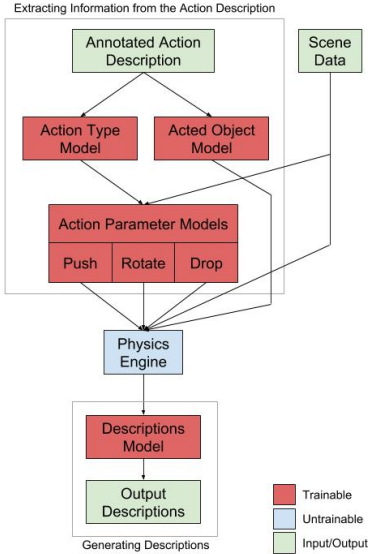 Extracting Information from the Action Description
Annotated Action
Description
Scene
Data
Action Type
Model
Acted Object
Model
Action Parameter Models
Push
Rotate
Drop
Physics
Engine
Descriptions
Model
Output
Descriptions
Generating Descriptions
Trainable
Untrainable
Input/Output